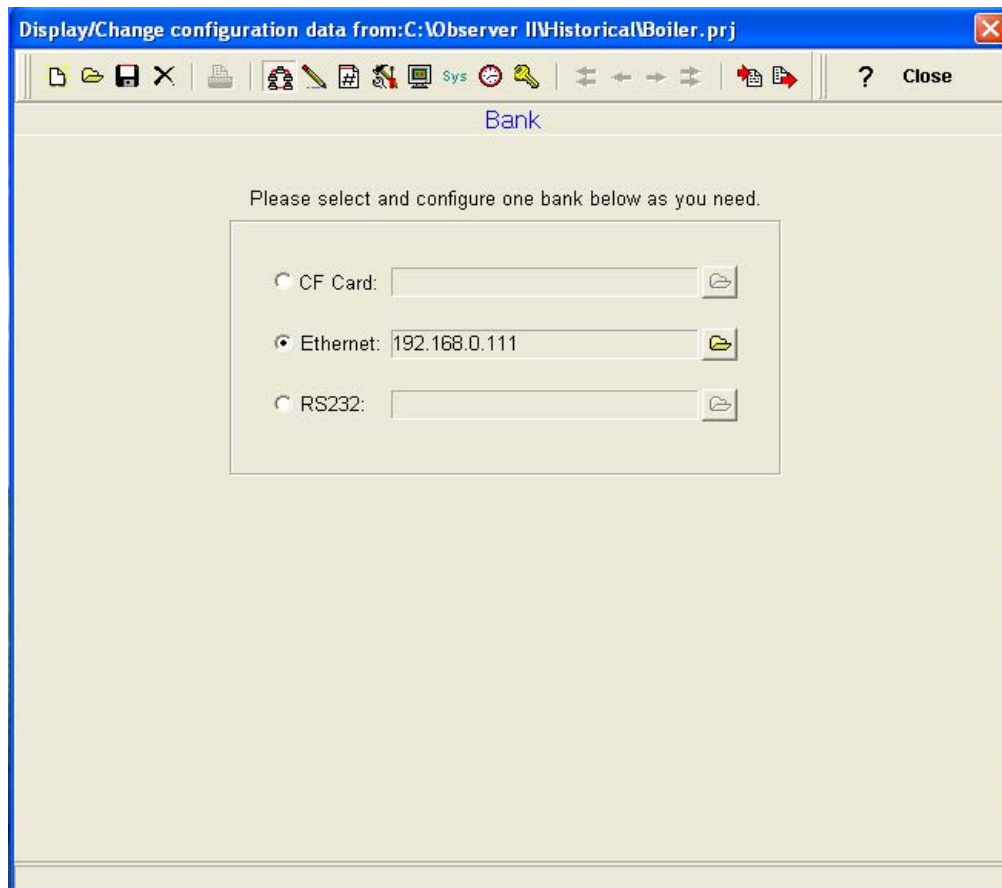 Display/Change configuration data from:C:\Observer II\Historical\Boiler.prj
Sys ? Close
Bank
Please select and configure one bank below as you need.
CF Card:
Ethernet: 192.168.0.111
RS232: